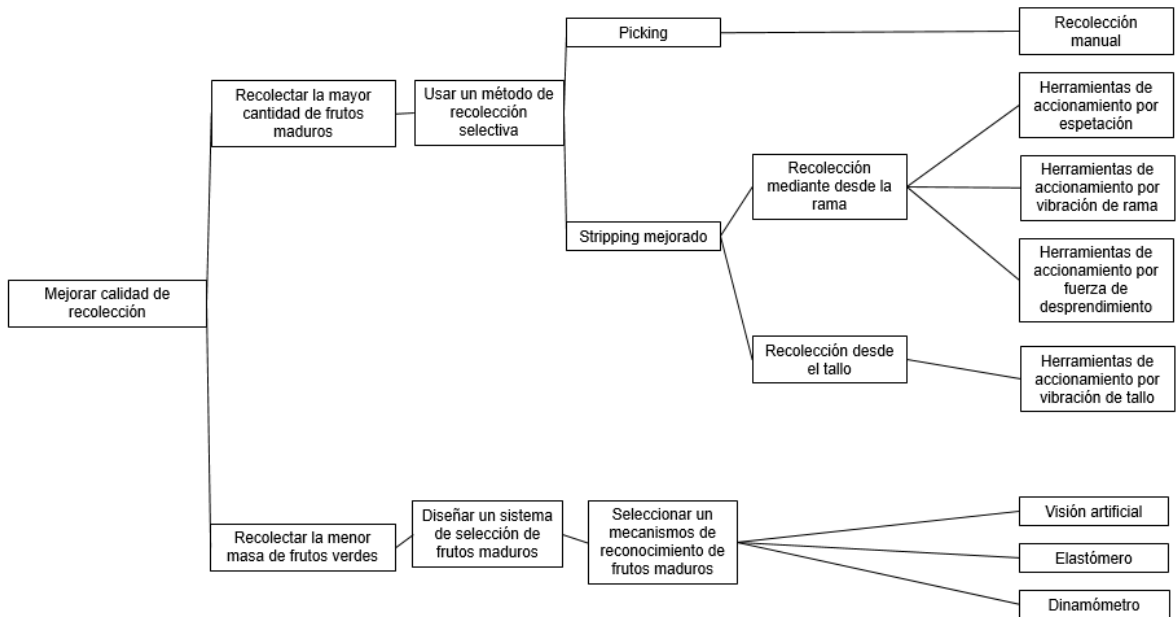 Picking
Recolección
manual
Recolectar la mayor
cantidad de frutos
maduros
Usar un método de
recolección
selectiva
Herramientas de
accionamiento por
espetación
Recolección
mediante desde la
rama
Herramientas de
accionamiento por
vibración de rama
Stripping mejorado
Herramientas de
accionamiento por
fuerza de
desprendimiento
Mejorar calidad de
recolección
Recolección desde
el tallo
Herramientas de
accionamiento por
vibración de tallo
Recolectar la menor
masa de frutos verdes
Diseñar un sistema
de selección de
frutos maduros
Seleccionar un
mecanismos de
reconocimiento de
frutos maduros
Visión artificial
Elastómero
Dinamómetro